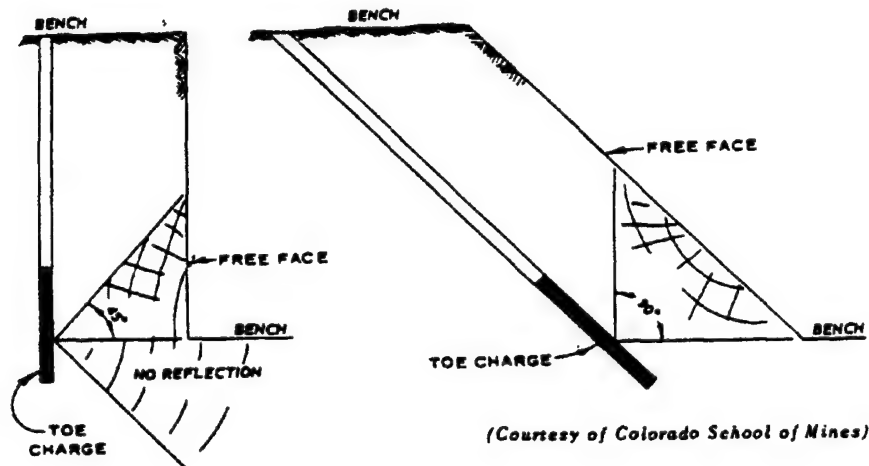 BENCH
FREE FACE
BENCH
NO REFLECTION
TOE
CHARGE
BENCH
FREE FACE
BENCH
TOE CHARGE
(Courtesy of Colorado School of Mines)